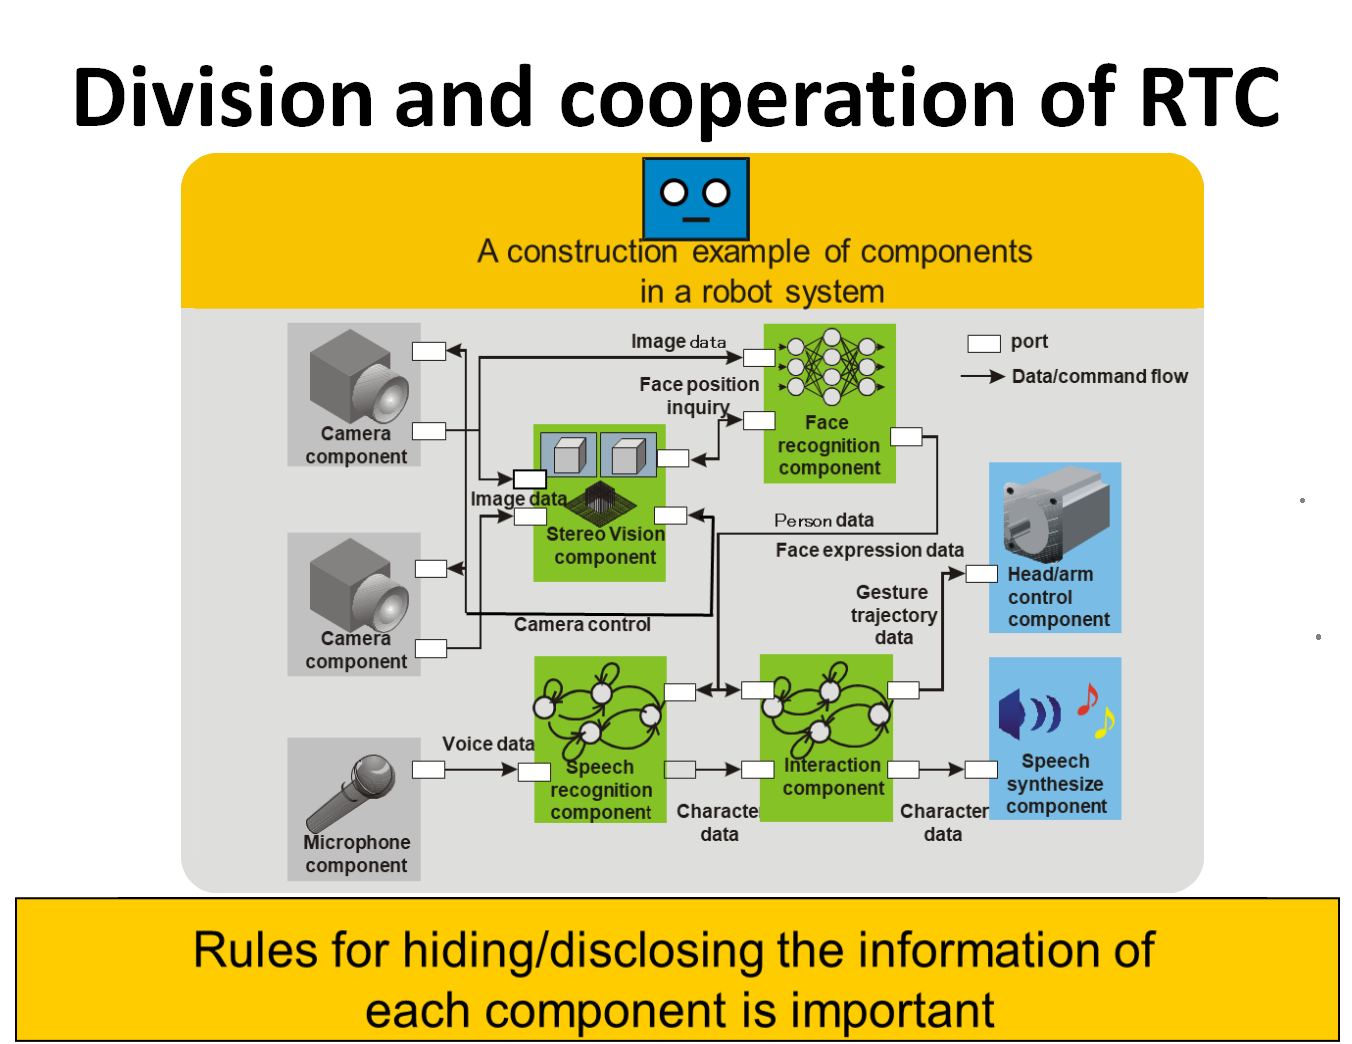 Division and cooperation of RTC
A construction example of components
in a robot system
Image data
port
Face position
inquiry
Data/command flow
Camera
component
Face
recognition
component
Image data
Stereo Vision
component
Person data
Face expression data
Head/arm
control
component
Gesture
trajectory
data
Camera control
Camera
component
Voice data
Speech
recognition
component
Interaction
component
Speech
synthesize
component
Characte
data
Character
data
Microphone
component
Rules for hiding/disclosing the information of
each component is important